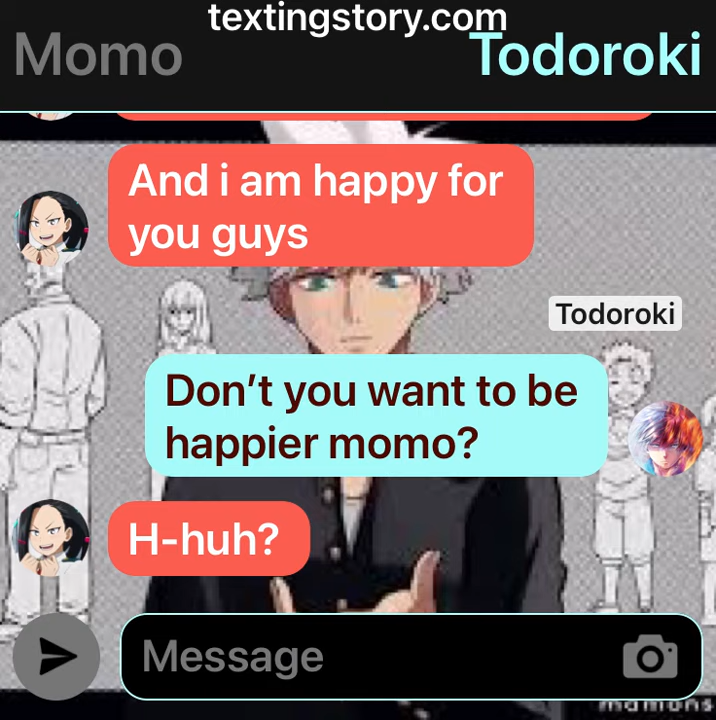 textingstory.com
Momo
Todoroki
And i am happy for
you guys
Todoroki
Don't you want to be
happier momo?
H-huh?
Message
mamons